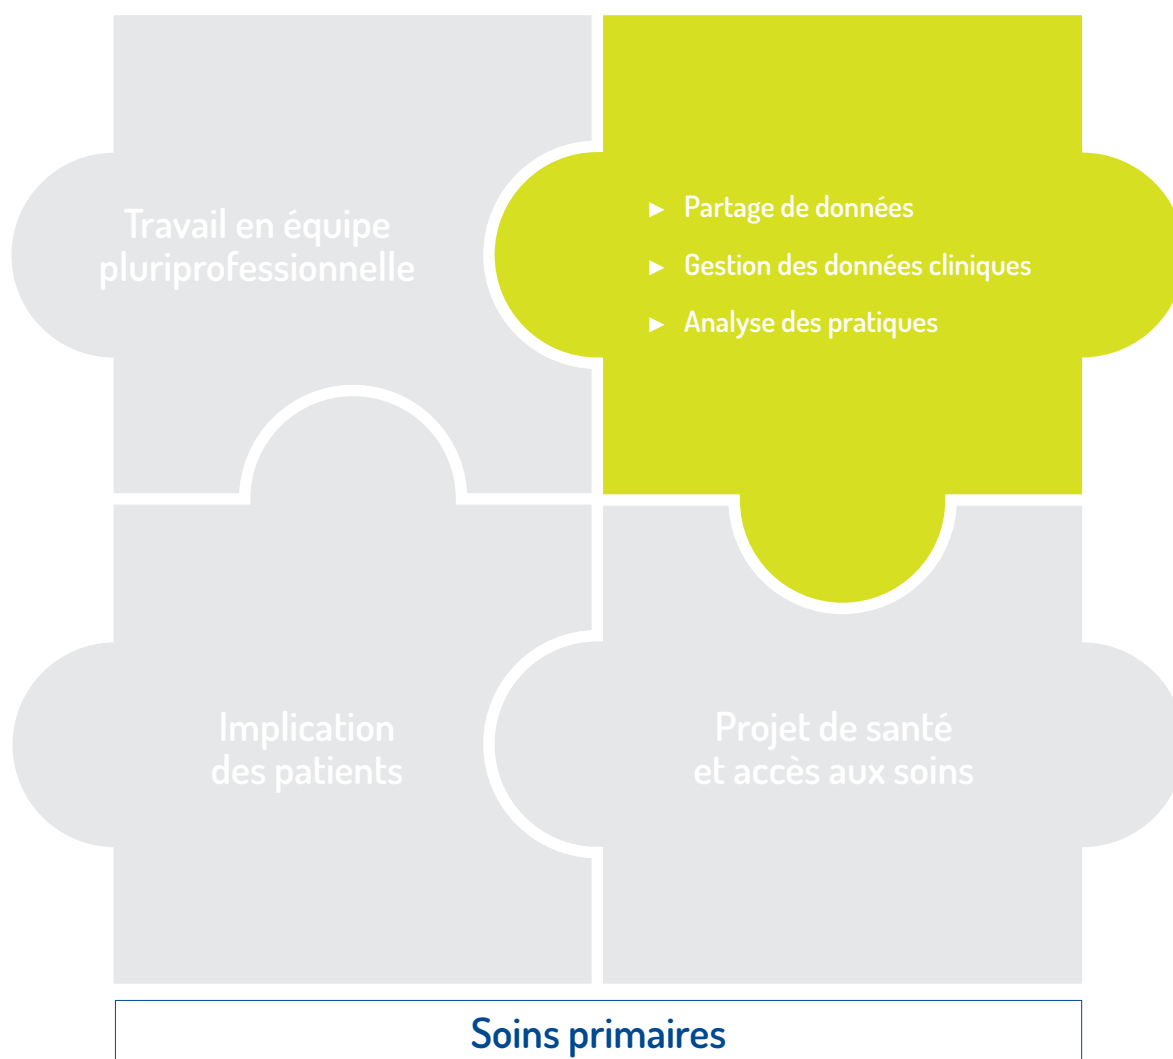 Travail en équipe
pluriprofessionnelle
► Partage de données
► Gestion des données cliniques
► Analyse des pratiques
Implication
des patients
Projet de santé
et accès aux soins
Soins primaires